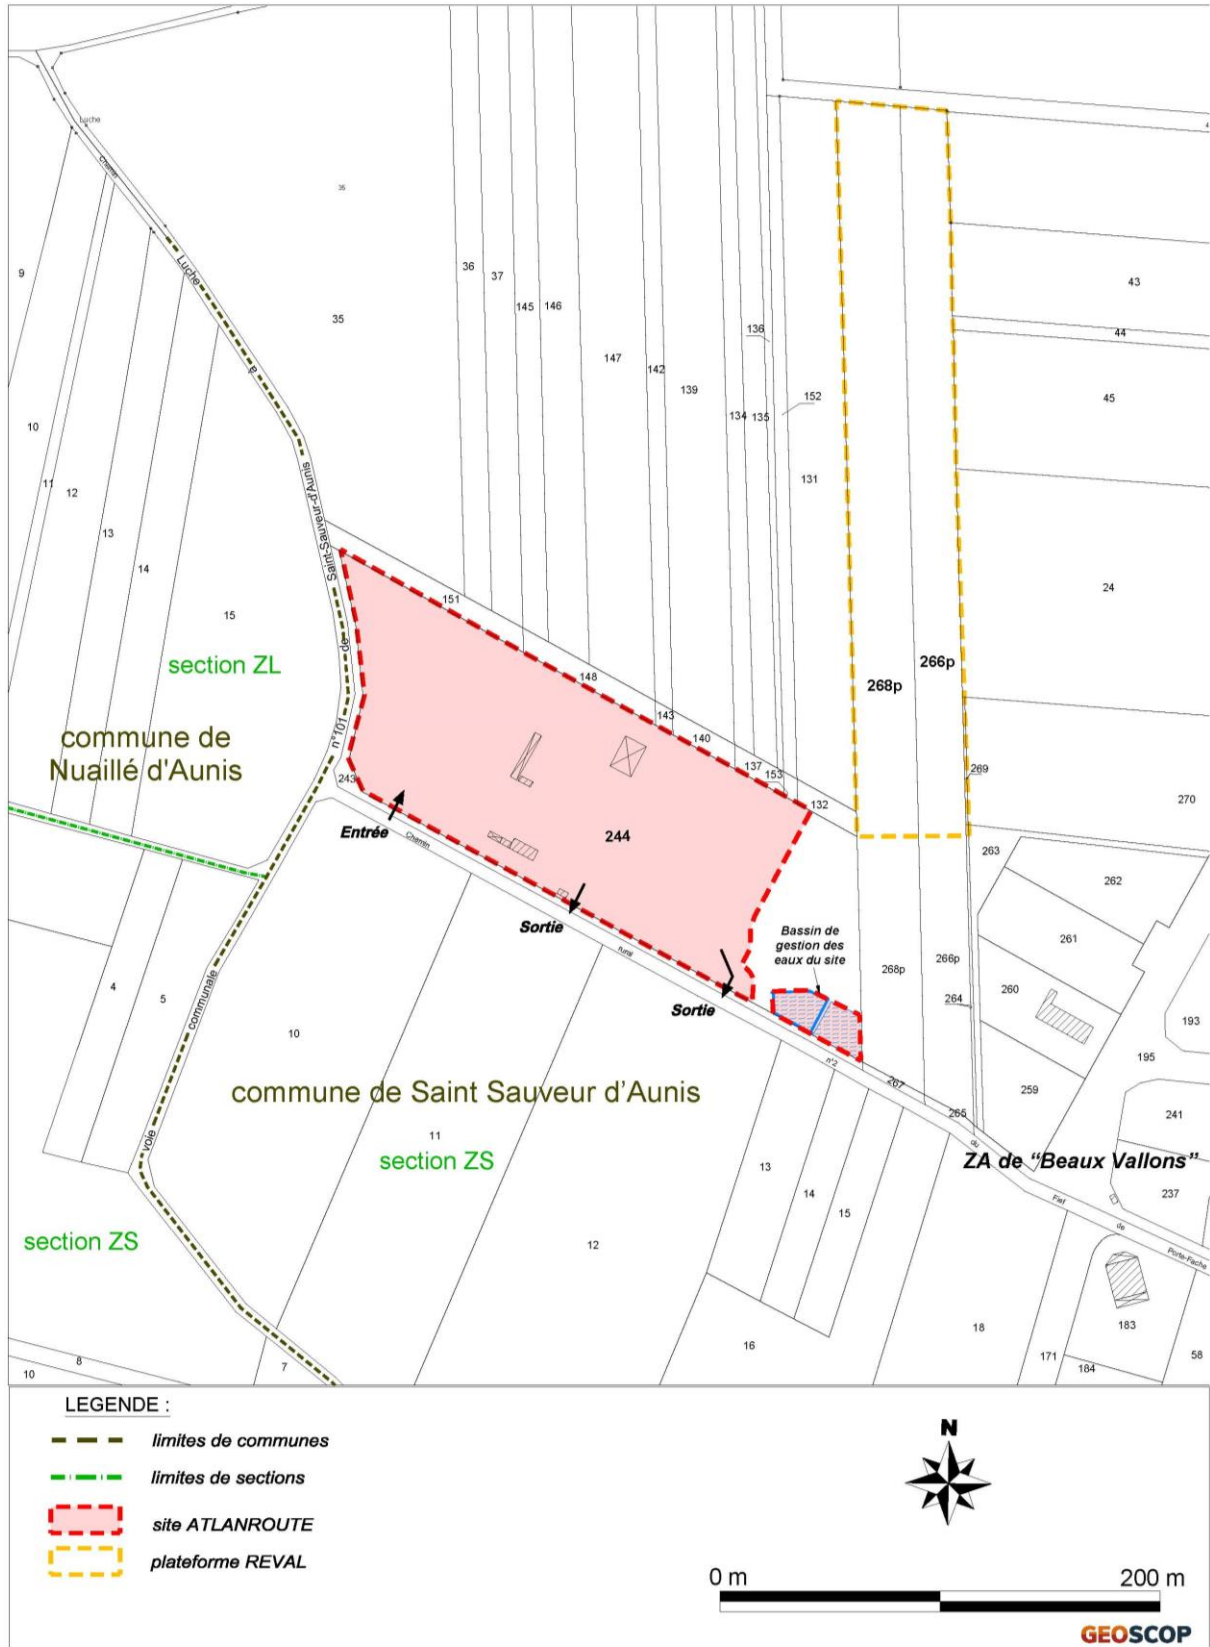 Luche
Chemin
35
Luche
à
9
36
37
145
146
35
136
43
44
147
142
139
134
135
152
45
10
11
12
131
13
14
Saint-Sauveur-d'Aunis
24
151
15
de
section ZL
266p
148
268p
143
n°101
commune de
Nuaillé d'Aunis
140
137
153
269
243
132
270
Entrée
Chemin
244
263
262
Sortie
rural
Bassin de
gestion des
eaux du site
261
268p
266p
260
264
4
5
communale
Sortie
193
10
195
n°2
267
259
commune de Saint Sauveur d'Aunis
265
241
voie
11
section ZS
du
ZA de "Beaux Vallons"
13
14
15
Fief
237
section ZS
12
de
Porte-Fache
18
183
16
171
184
58
8
10
7
LEGENDE :
limites de communes
limites de sections
site ATLANROUTE
plateforme REVAL
N
0 m
200 m
GEOSCOP